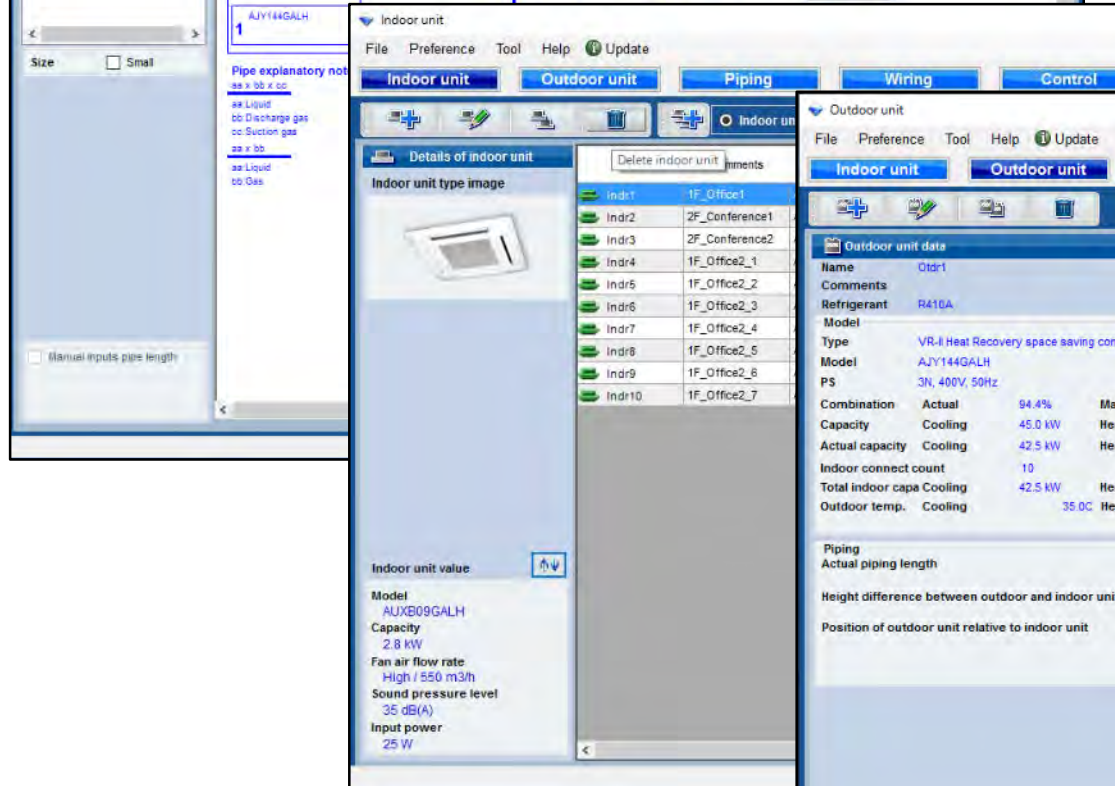 Size
Small
Manual inputs pipe length
AJY144GALH
1
Pipe explanatory not
aa x bb x cc
aa:Liquid
bb:Discharge gas
cc:Suction gas
aa x bb
aa:Liquid
bb:Gas
Indoor unit
File Preference Tool Help Update
Indoor unit Outdoor unit Piping Wiring Control
Indoor un
Details of indoor unit
Indoor unit type image
Delete indoor unit
mments
Indr1 1F_Office1
Indr2 2F_Conference1
Indr3 2F_Conference2
Indr4 1F_Office2_1
Indr5 1F_Office2_2
Indr6 1F_Office2_3
Indr7 1F_Office2_4
Indr8 1F_Office2_5
Indr9 1F_Office2_6
Indr10 1F_Office2_7
Indoor unit value
Model
AUXB09GALH
Capacity
2.8 kW
Fan air flow rate
High / 550 m3/h
Sound pressure level
35 dB(A)
Input power
25 W
Outdoor unit
File Preference Tool Help Update
Indoor unit Outdoor unit
Outdoor unit data
Name Otdr1
Comments
Refrigerant R410A
Model
Type VR-II Heat Recovery space saving con
Model AJY144GALH
PS 3N, 400V, 50Hz
Combination Actual 94.4% Ma
Capacity Cooling 45.0 kW He
Actual capacity Cooling 42.5 kW He
Indoor connect count 10
Total indoor capa Cooling 42.5 kW He
Outdoor temp. Cooling 35.0C He
Piping
Actual piping length
Height difference between outdoor and indoor uni
Position of outdoor unit relative to indoor unit